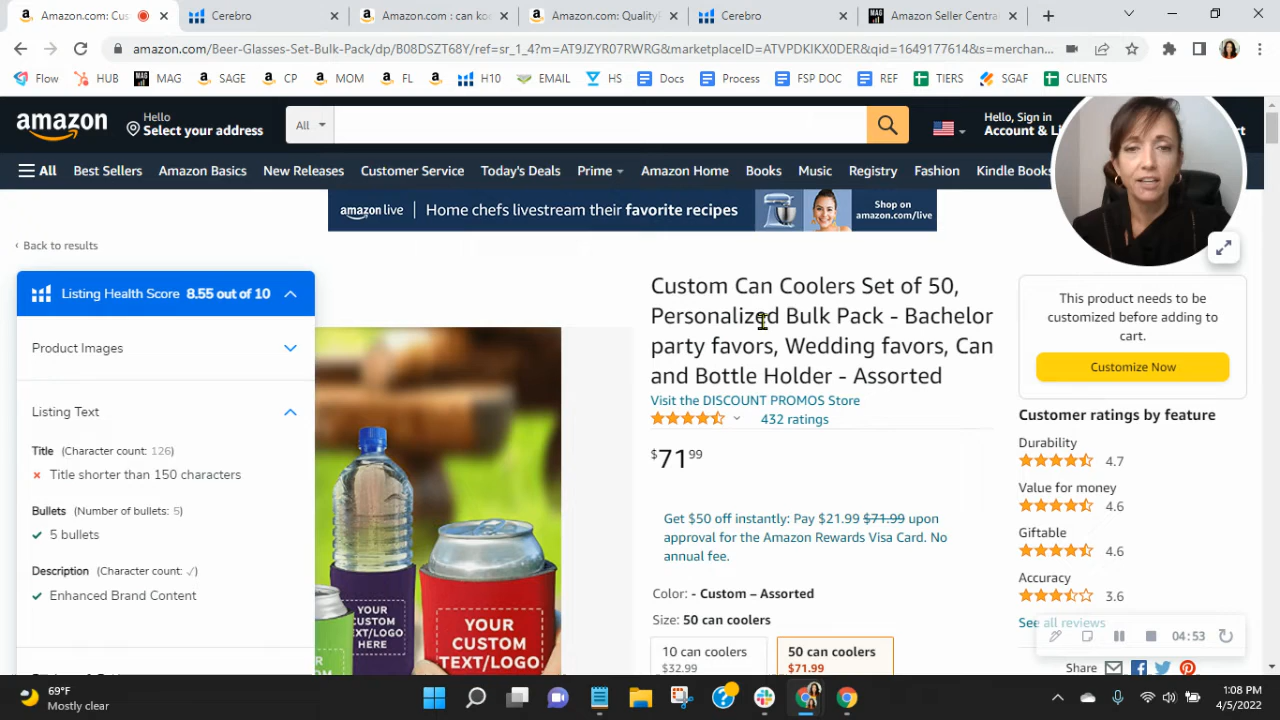 Amazon.com: Cus
Cerebro
Amazon.com : can koo
Amazon.com: QualityP
Cerebro
Amazon Seller Centra
amazon.com/Beer-Glasses-Set-Bulk-Pack/dp/B08DSZT68Y/ref=sr_1_4?m=AT9JZYR07RWRG&marketplaceID=ATVPDKIKX0DER&qid=1649177614&s=merchan...
Flow
HUB
MAG
SAGE
CP
MOM
FL
H10
EMAIL
HS
Docs
Process
FSP DOC
REF
TIERS
SGAF
CLIENTS
amazon
Hello
Select your address
All
Hello, Sign in
Account & Li
rt
All
Best Sellers
Amazon Basics
New Releases
Customer Service
Today's Deals
Prime
Amazon Home
Books
Music
Registry
Fashion
Kindle Books
amazon live
Home chefs livestream their favorite recipes
Shop on
amazon.com/live
‹ Back to results
Listing Health Score 8.55 out of 10
Product Images
Listing Text
Title (Character count: 126)
Title shorter than 150 characters
Bullets (Number of bullets: 5)
5 bullets
Description (Character count: ✓)
Enhanced Brand Content
YOUR
CUSTOM
TEXT/LOGO
HERE
YOUR
CUSTOM
TEXT/LOGO
Custom Can Coolers Set of 50,
Personalized Bulk Pack - Bachelor
party favors, Wedding favors, Can
and Bottle Holder - Assorted
Visit the DISCOUNT PROMOS Store
432 ratings
$71 99
Get $50 off instantly: Pay $21.99 $71.99 upon
approval for the Amazon Rewards Visa Card. No
annual fee.
Color: - Custom – Assorted
Size: 50 can coolers
10 can coolers
$32.99
50 can coolers
$71.99
This product needs to be
customized before adding to
cart.
Customize Now
Customer ratings by feature
Durability
4.7
Value for money
4.6
Giftable
4.6
Accuracy
3.6
See all reviews
04:53
Share
69°F
Mostly clear
1:08 PM
4/5/2022